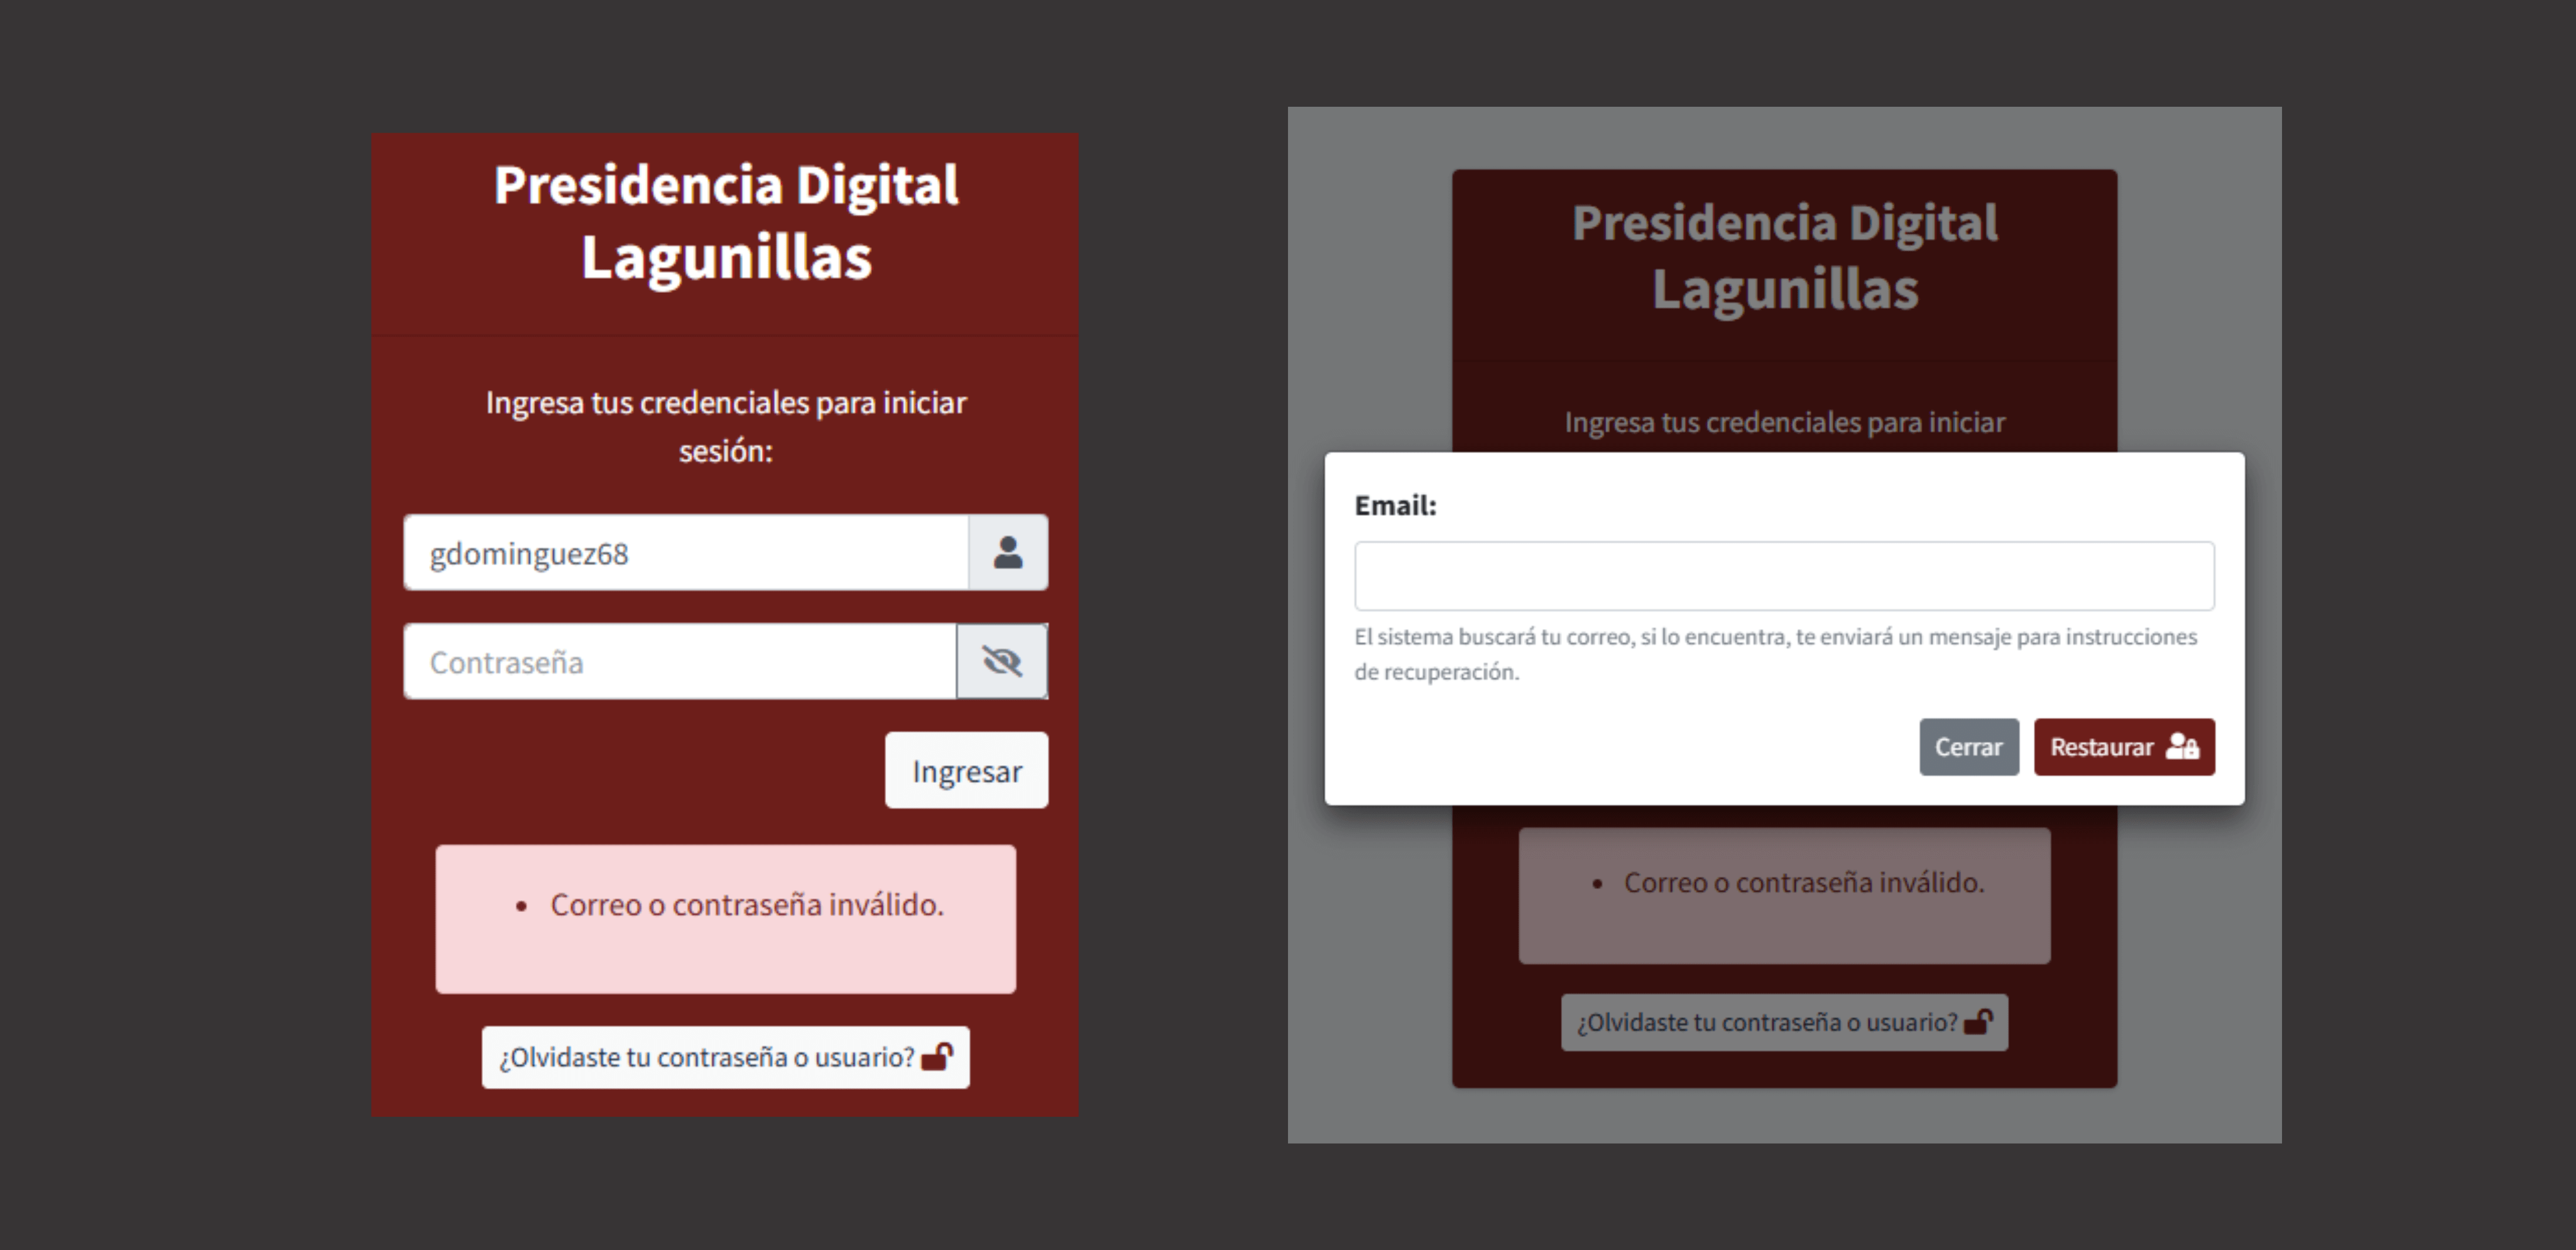 Presidencia Digital
Lagunillas
Ingresa tus credenciales para iniciar
sesión:
gdominguez68
Contraseña
Ingresar
• Correo o contraseña inválido.
¿Olvidaste tu contraseña o usuario?
Presidencia Digital
Lagunillas
Ingresa tus credenciales para iniciar
Email:
El sistema buscará tu correo, si lo encuentra, te enviará un mensaje para instrucciones
de recuperación.
Cerrar
Restaurar
• Correo o contraseña inválido.
¿Olvidaste tu contraseña o usuario?